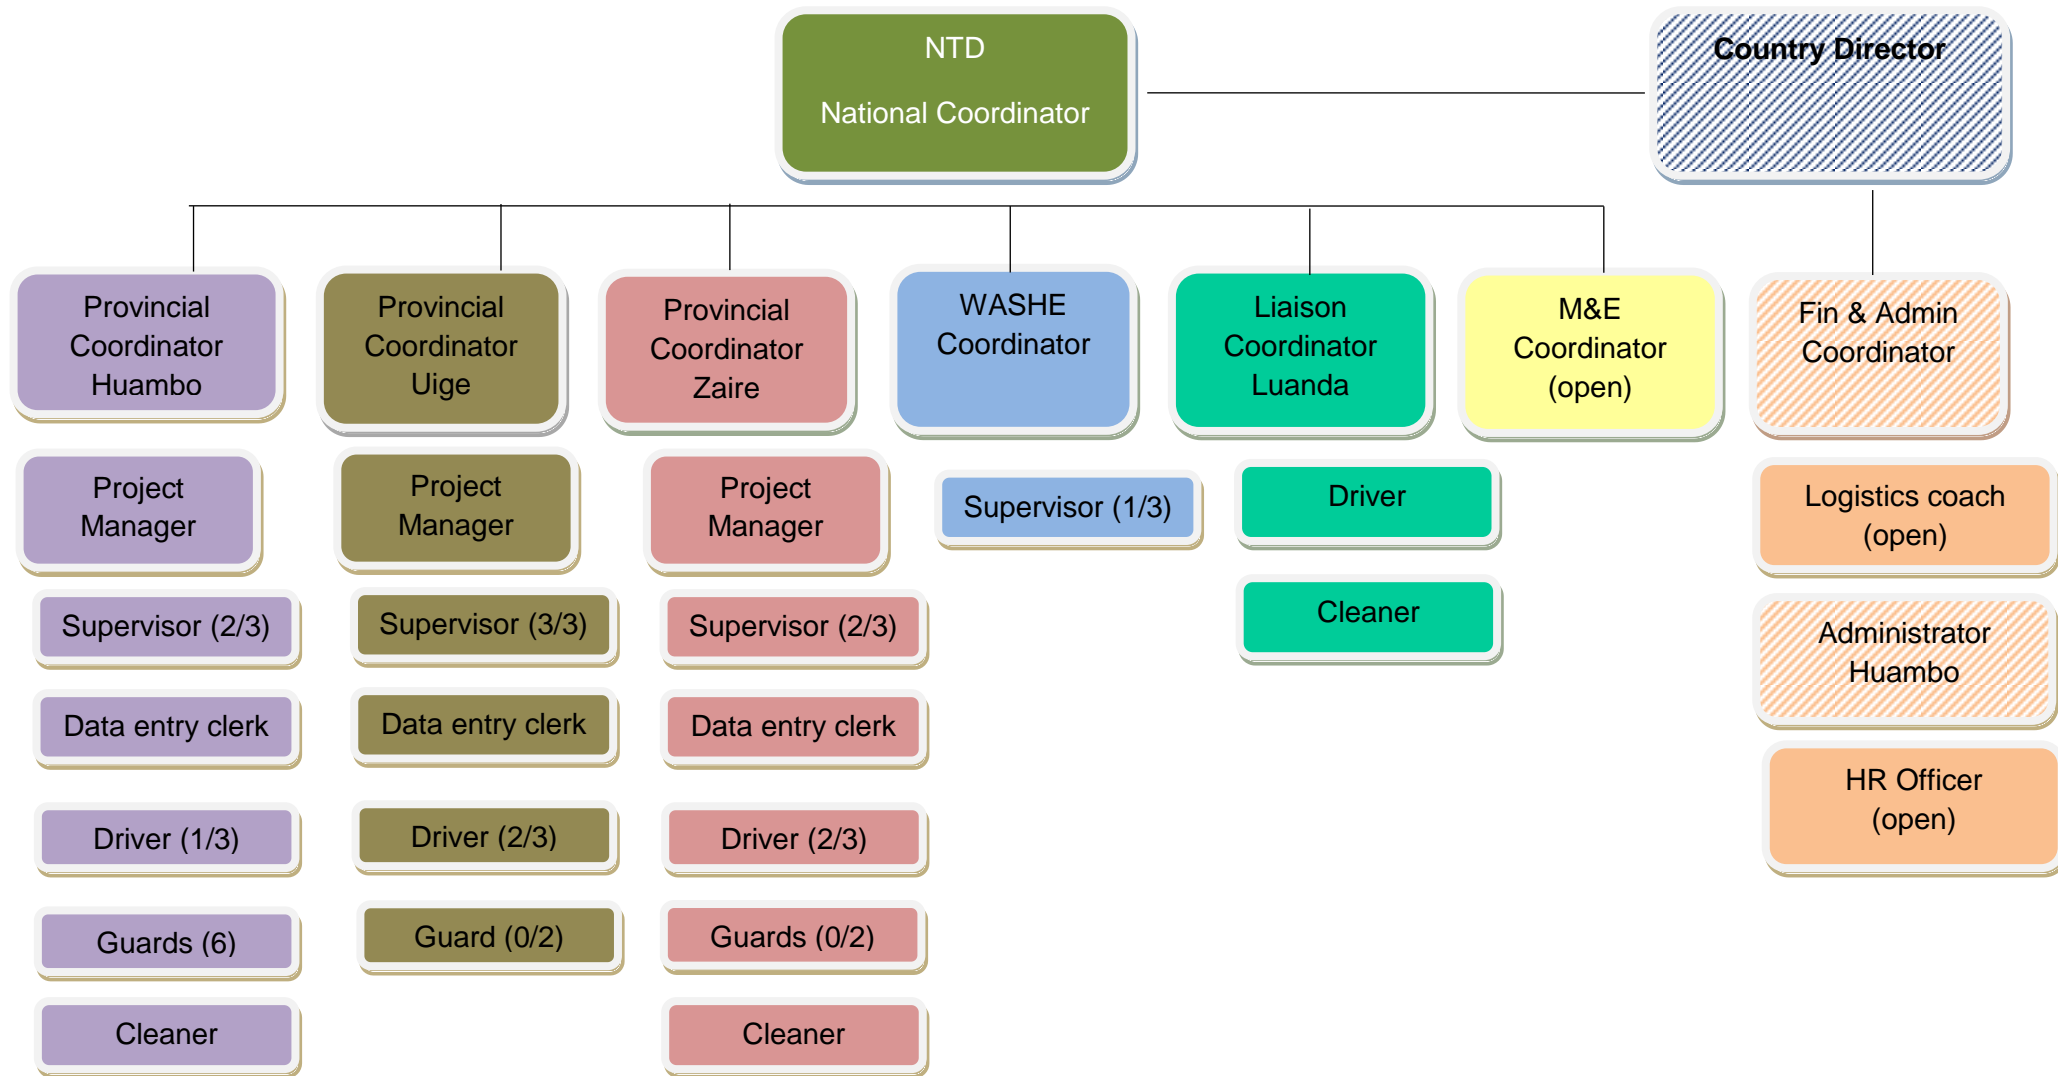 NTD
National Coordinator
Country Director
Provincial
Coordinator
Huambo
Provincial
Coordinator
Uige
Provincial
Coordinator
Zaire
WASHE
Coordinator
Liaison
Coordinator
Luanda
M&E
Coordinator
(open)
Fin & Admin
Coordinator
Project
Manager
Project
Manager
Project
Manager
Supervisor (1/3)
Driver
Logistics coach
(open)
Supervisor (2/3)
Supervisor (3/3)
Supervisor (2/3)
Cleaner
Administrator
Huambo
Data entry clerk
Data entry clerk
Data entry clerk
HR Officer
(open)
Driver (1/3)
Driver (2/3)
Driver (2/3)
Guards (6)
Guard (0/2)
Guards (0/2)
Cleaner
Cleaner